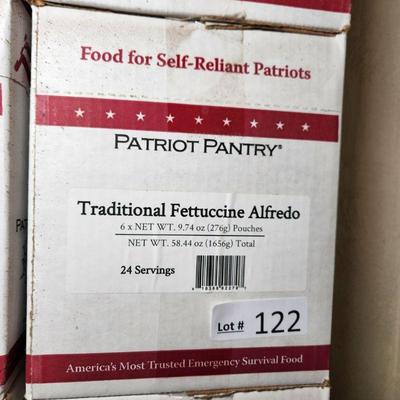 Food for Self-Reliant Patriots
PATRIOT PANTRY®
Traditional Fettuccine Alfredo
6 x NET WT. 9.74 oz (276g) Pouches
NET WT. 58.44 oz (1656g) Total
24 Servings
Lot # 122
America's Most Trusted Emergency Survival Food